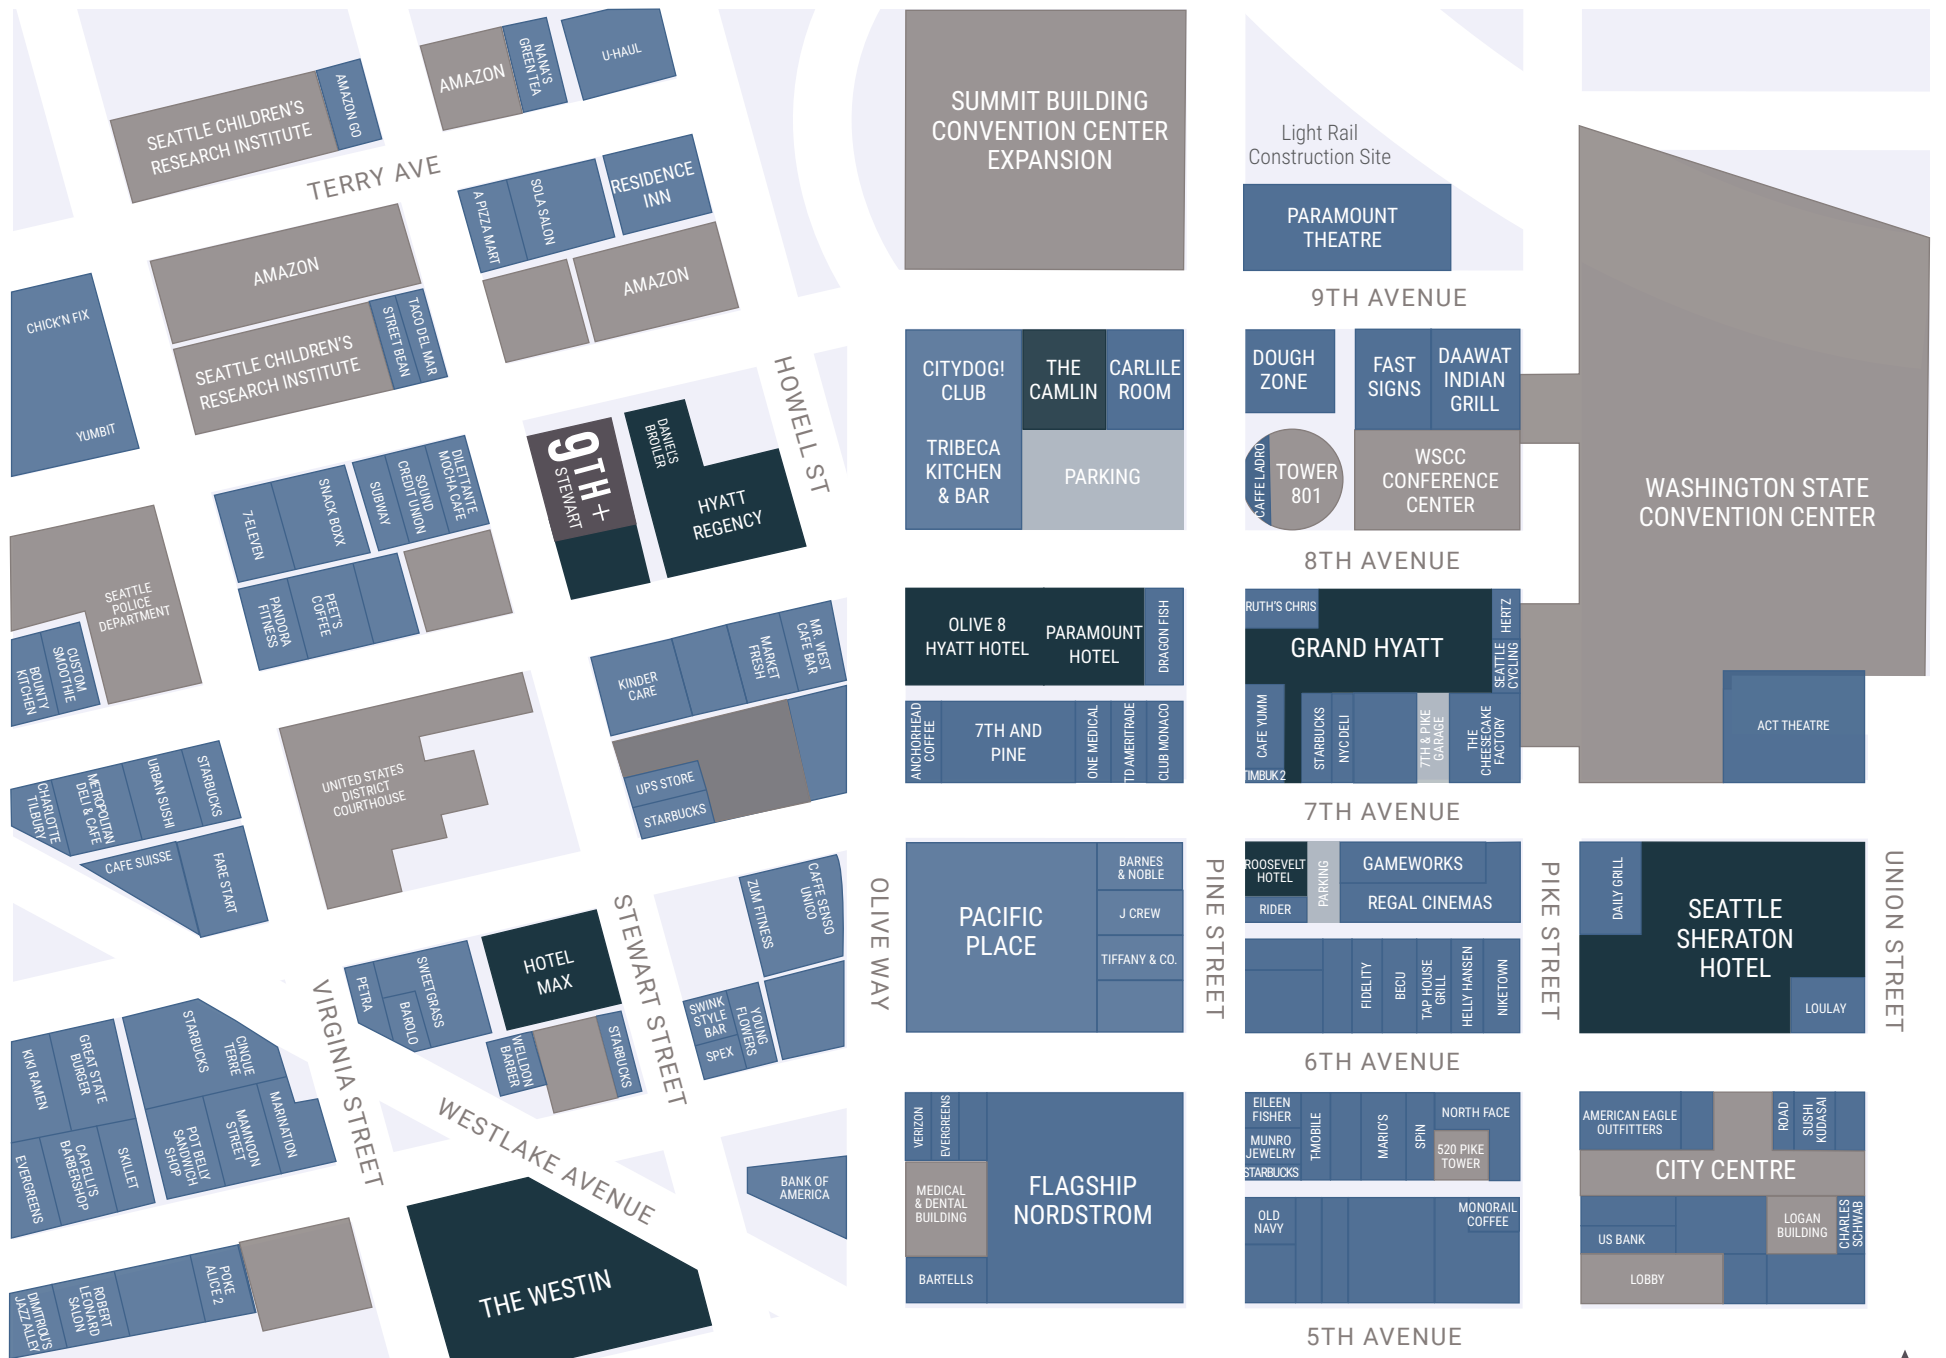 AMAZON
NANA'S
GREEN TEA
U-HAUL
SEATTLE CHILDREN'S
RESEARCH INSTITUTE
AMAZON GO
TERRY AVE
A PIZZA MART
SOLA SALON
RESIDENCE
INN
AMAZON
AMAZON
SEATTLE CHILDREN'S
RESEARCH INSTITUTE
STREET BEAN
TACO DEL MAR
CHICK'N FIX
YUMBIT
HOWELL ST
7-ELEVEN
SNACK BOXX
SUBWAY
SOUND
CREDIT UNION
DILETTANTE
MOCHA CAFE
9TH +
STEWART
DANIEL'S
BROILER
HYATT
REGENCY
SEATTLE
POLICE
DEPARTMENT
PANDORA
FITNESS
PEET'S
COFFEE
BOUNTY
KITCHEN
CUSTOM
SMOOTHIE
KINDER
CARE
MARKET
FRESH
MR. WEST
CAFE BAR
UNITED STATES
DISTRICT
COURTHOUSE
UPS STORE
STARBUCKS
CHARLOTTE
TILBURY
METROPOLITAN
DELI & CAFE
URBAN SUSHI
STARBUCKS
CAFE SUISSE
FARE START
ZUM FITNESS
CAFFE SENSO
UNICO
STEWART STREET
HOTEL
MAX
PETRA
BAROLO
SWEETGRASS
WELLDON
BARBER
STARBUCKS
SWINK
STYLE
BAR
SPEX
YOUNG
FLOWERS
VIRGINIA STREET
WESTLAKE AVENUE
KIKI RAMEN
GREAT STATE
BURGER
STARBUCKS
CINQUE
TERRE
EVERGREENS
CAPELLI'S
BARBERSHOP
SKILLET
POT BELLY
SANDWICH
SHOP
MAMNOON
STREET
MARINATION
DIMITRIOU'S
JAZZ ALLEY
ROBERT
LEONARD
SALON
POKE
ALICE 2
THE WESTIN
BANK OF
AMERICA
OLIVE WAY
SUMMIT BUILDING
CONVENTION CENTER
EXPANSION
Light Rail
Construction Site
PARAMOUNT
THEATRE
9TH AVENUE
CITYDOG!
CLUB
TRIBECA
KITCHEN
& BAR
THE
CAMLIN
CARLILE
ROOM
PARKING
DOUGH
ZONE
FAST
SIGNS
DAAWAT
INDIAN
GRILL
CAFFE LADRO
TOWER
801
WSCC
CONFERENCE
CENTER
WASHINGTON STATE
CONVENTION CENTER
8TH AVENUE
OLIVE 8
HYATT HOTEL
PARAMOUNT
HOTEL
DRAGON FISH
RUTH'S CHRIS
GRAND HYATT
HERTZ
SEATTLE
CYCLING
ANCHORHEAD
COFFEE
7TH AND
PINE
ONE MEDICAL
TD AMERITRADE
CLUB MONACO
CAFE YUMM
TIMBUK 2
STARBUCKS
NYC DELI
7TH & PIKE
GARAGE
THE
CHEESECAKE
FACTORY
ACT THEATRE
7TH AVENUE
PACIFIC
PLACE
BARNES
& NOBLE
J CREW
TIFFANY & CO.
PINE STREET
ROOSEVELT
HOTEL
RIDER
PARKING
GAMEWORKS
REGAL CINEMAS
FIDELITY
BECU
TAP HOUSE
GRILL
HELLY HANSEN
NIKETOWN
PIKE STREET
DAILY GRILL
SEATTLE
SHERATON
HOTEL
LOULAY
UNION STREET
6TH AVENUE
VERIZON
EVERGREENS
MEDICAL
& DENTAL
BUILDING
BARTELLS
FLAGSHIP
NORDSTROM
EILEEN
FISHER
MUNRO
JEWELRY
STARBUCKS
T-MOBILE
MARIO'S
SPIN
NORTH FACE
520 PIKE
TOWER
OLD
NAVY
MONORAIL
COFFEE
AMERICAN EAGLE
OUTFITTERS
ROAD
SUSHI
KUDASAI
CITY CENTRE
US BANK
LOGAN
BUILDING
CHARLES
SCHWAB
LOBBY
5TH AVENUE